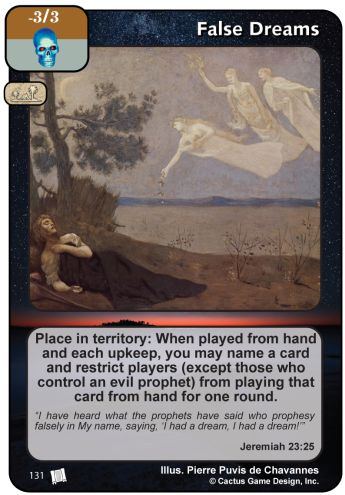 -3/3
False Dreams
Place in territory: When played from hand
and each upkeep, you may name a card
and restrict players (except those who
control an evil prophet) from playing that
card from hand for one round.
“I have heard what the prophets have said who prophesy
falsely in My name, saying, ‘I had a dream, I had a dream!’”
Jeremiah 23:25
Illus. Pierre Puvis de Chavannes
131
© Cactus Game Design, Inc.